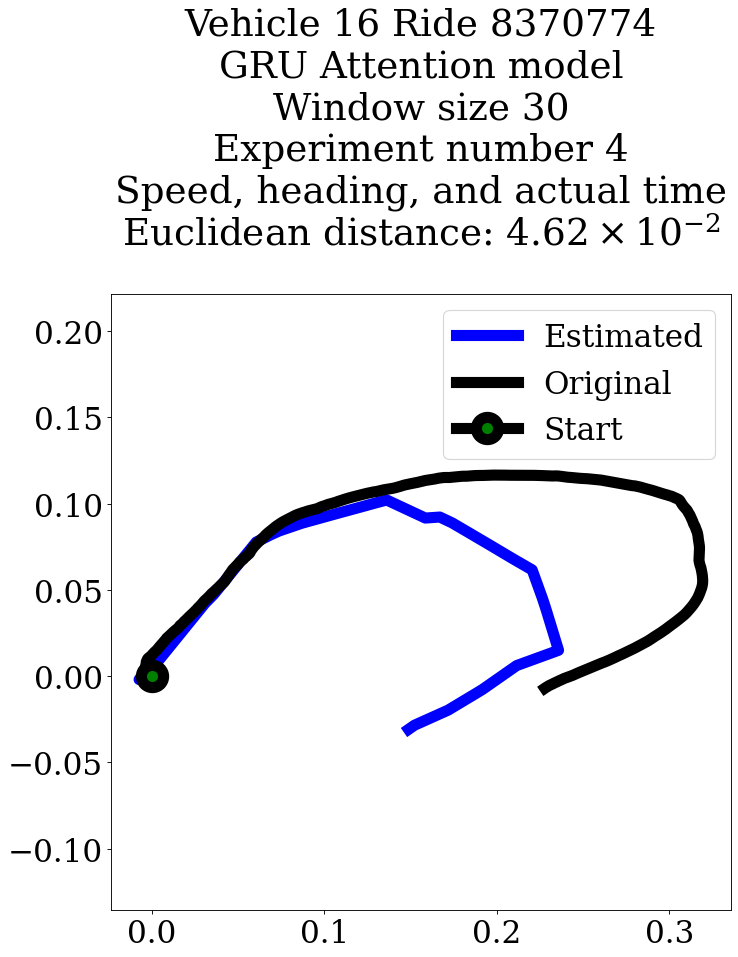 Vehicle 16 Ride 8370774
GRU Attention model
Window size 30
Experiment number 4
Speed, heading, and actual time
Euclidean distance: 4.62 × 10⁻²
Estimated
Original
Start
0.20
0.15
0.10
0.05
0.00
−0.05
−0.10
0.0 0.1 0.2 0.3